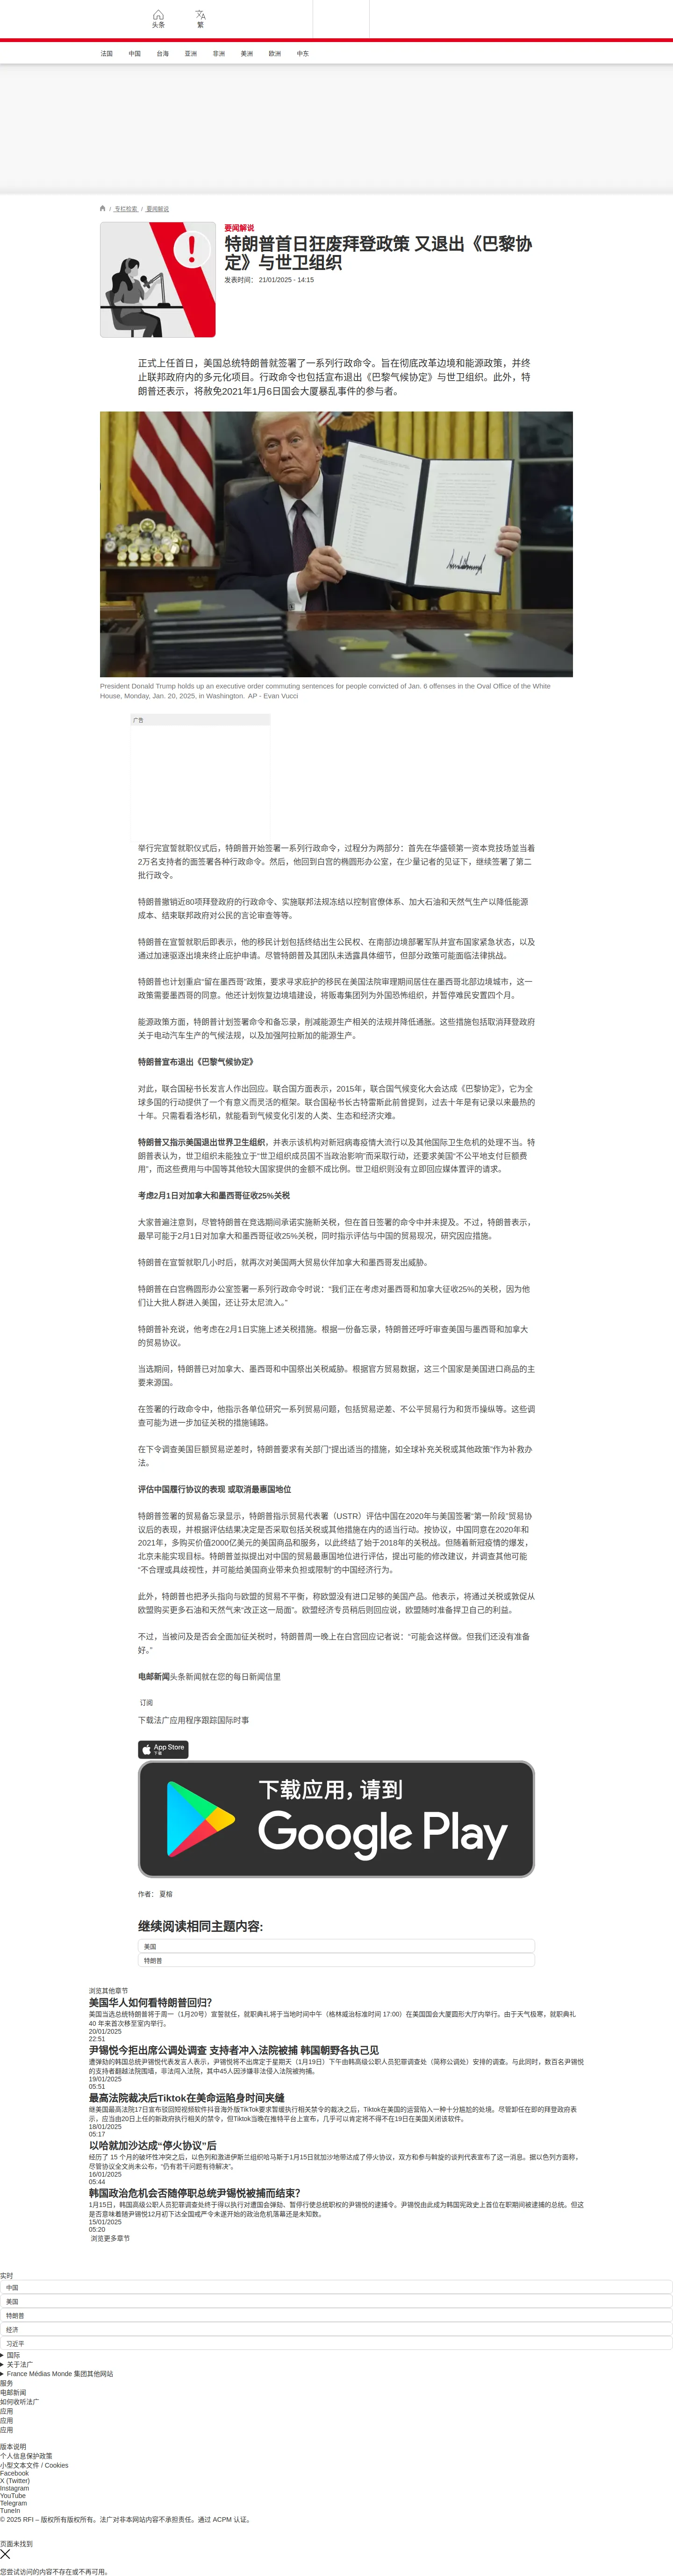 头条
繁
法国 中国 台海 亚洲 非洲 美洲 欧洲 中东
/ 专栏检索 / 要闻解说
要闻解说
特朗普首日狂废拜登政策 又退出《巴黎协
定》与世卫组织
发表时间： 21/01/2025 - 14:15
正式上任首日，美国总统特朗普就签署了一系列行政命令。旨在彻底改革边境和能源政策，并终
止联邦政府内的多元化项目。行政命令也包括宣布退出《巴黎气候协定》与世卫组织。此外，特
朗普还表示，将赦免2021年1月6日国会大厦暴乱事件的参与者。
President Donald Trump holds up an executive order commuting sentences for people convicted of Jan. 6 offenses in the Oval Office of the White
House, Monday, Jan. 20, 2025, in Washington. AP - Evan Vucci
广告
举行完宣誓就职仪式后，特朗普开始签署一系列行政命令，过程分为两部分：首先在华盛顿第一资本竞技场並当着
2万名支持者的面签署各种行政命令。然后，他回到白宫的椭圆形办公室，在少量记者的见证下，继续签署了第二
批行政令。
特朗普撤销近80项拜登政府的行政命令、实施联邦法规冻结以控制官僚体系、加大石油和天然气生产以降低能源
成本、结束联邦政府对公民的言论审查等等。
特朗普在宣誓就职后即表示，他的移民计划包括终结出生公民权、在南部边境部署军队并宣布国家紧急状态，以及
通过加速驱逐出境来终止庇护申请。尽管特朗普及其团队未透露具体细节，但部分政策可能面临法律挑战。
特朗普也计划重启“留在墨西哥”政策，要求寻求庇护的移民在美国法院审理期间居住在墨西哥北部边境城市，这一
政策需要墨西哥的同意。他还计划恢复边境墙建设，将贩毒集团列为外国恐怖组织，并暂停难民安置四个月。
能源政策方面，特朗普计划签署命令和备忘录，削减能源生产相关的法规并降低通胀。这些措施包括取消拜登政府
关于电动汽车生产的气候法规，以及加强阿拉斯加的能源生产。
特朗普宣布退出《巴黎气候协定》
对此，联合国秘书长发言人作出回应。联合国方面表示，2015年，联合国气候变化大会达成《巴黎协定》，它为全
球多国的行动提供了一个有意义而灵活的框架。联合国秘书长古特雷斯此前曾提到，过去十年是有记录以来最热的
十年。只需看看洛杉矶，就能看到气候变化引发的人类、生态和经济灾难。
特朗普又指示美国退出世界卫生组织，并表示该机构对新冠病毒疫情大流行以及其他国际卫生危机的处理不当。特
朗普表认为，世卫组织未能独立于“世卫组织成员国不当政治影响”而采取行动，还要求美国“不公平地支付巨额费
用”，而这些费用与中国等其他较大国家提供的金额不成比例。世卫组织则没有立即回应媒体置评的请求。
考虑2月1日对加拿大和墨西哥征收25%关税
大家普遍注意到，尽管特朗普在竞选期间承诺实施新关税，但在首日签署的命令中并未提及。不过，特朗普表示，
最早可能于2月1日对加拿大和墨西哥征收25%关税，同时指示评估与中国的贸易现况，研究因应措施。
特朗普在宣誓就职几小时后，就再次对美国两大贸易伙伴加拿大和墨西哥发出威胁。
特朗普在白宫椭圆形办公室签署一系列行政命令时说：“我们正在考虑对墨西哥和加拿大征收25%的关税，因为他
们让大批人群进入美国，还让芬太尼流入。”
特朗普补充说，他考虑在2月1日实施上述关税措施。根据一份备忘录，特朗普还呼吁审查美国与墨西哥和加拿大
的贸易协议。
当选期间，特朗普已对加拿大、墨西哥和中国祭出关税威胁。根据官方贸易数据，这三个国家是美国进口商品的主
要来源国。
在签署的行政命令中，他指示各单位研究一系列贸易问题，包括贸易逆差、不公平贸易行为和货币操纵等。这些调
查可能为进一步加征关税的措施铺路。
在下令调查美国巨额贸易逆差时，特朗普要求有关部门“提出适当的措施，如全球补充关税或其他政策”作为补救办
法。
评估中国履行协议的表现 或取消最惠国地位
特朗普签署的贸易备忘录显示，特朗普指示贸易代表署（USTR）评估中国在2020年与美国签署“第一阶段”贸易协
议后的表现，并根据评估结果决定是否采取包括关税或其他措施在内的适当行动。按协议，中国同意在2020年和
2021年，多购买价值2000亿美元的美国商品和服务，以此终结了始于2018年的关税战。但随着新冠疫情的爆发，
北京未能实现目标。特朗普並拟提出对中国的贸易最惠国地位进行评估，提出可能的修改建议，并调查其他可能
“不合理或具歧视性，并可能给美国商业带来负担或限制”的中国经济行为。
此外，特朗普也把矛头指向与欧盟的贸易不平衡，称欧盟没有进口足够的美国产品。他表示，将通过关税或敦促从
欧盟购买更多石油和天然气来“改正这一局面”。欧盟经济专员稍后则回应说，欧盟随时准备捍卫自己的利益。
不过，当被问及是否会全面加征关税时，特朗普周一晚上在白宫回应记者说：“可能会这样做。但我们还没有准备
好。”
电邮新闻头条新闻就在您的每日新闻信里
订阅
下载法广应用程序跟踪国际时事
App Store
下载
下载应用，请到
Google Play
作者： 夏榕
继续阅读相同主题内容:
美国
特朗普
浏览其他章节
美国华人如何看特朗普回归？
美国当选总统特朗普将于周一（1月20号）宣誓就任，就职典礼将于当地时间中午（格林威治标准时间 17:00）在美国国会大厦圆形大厅内举行。由于天气极寒，就职典礼
40 年来首次移至室内举行。
20/01/2025
22:51
尹锡悦今拒出席公调处调查 支持者冲入法院被捕 韩国朝野各执己见
遭弹劾的韩国总统尹锡悦代表发言人表示，尹锡悦将不出席定于星期天（1月19日）下午由韩高级公职人员犯罪调查处（简称公调处）安排的调查。与此同时，数百名尹锡悦
的支持者翻越法院围墙，非法闯入法院，其中45人因涉嫌非法侵入法院被拘捕。
19/01/2025
05:51
最高法院裁决后Tiktok在美命运陷身时间夹缝
继美国最高法院17日宣布驳回短视频软件抖音海外版TikTok要求暂缓执行相关禁令的裁决之后，Tiktok在美国的运营陷入一种十分尴尬的处境。尽管卸任在即的拜登政府表
示，应当由20日上任的新政府执行相关的禁令，但Tiktok当晚在推特平台上宣布，几乎可以肯定将不得不在19日在美国关闭该软件。
18/01/2025
05:17
以哈就加沙达成“停火协议”后
经历了 15 个月的破坏性冲突之后，以色列和激进伊斯兰组织哈马斯于1月15日就加沙地带达成了停火协议，双方和参与斡旋的谈判代表宣布了这一消息。据以色列方面称，
尽管协议全文尚未公布，“仍有若干问题有待解决”。
16/01/2025
05:44
韩国政治危机会否随停职总统尹锡悦被捕而结束？
1月15日，韩国高级公职人员犯罪调查处终于得以执行对遭国会弹劾、暂停行使总统职权的尹锡悦的逮捕令。尹锡悦由此成为韩国宪政史上首位在职期间被逮捕的总统。但这
是否意味着随尹锡悦12月初下达全国戒严令未遂开始的政治危机落幕还是未知数。
15/01/2025
05:20
浏览更多章节
实时
中国
美国
特朗普
经济
习近平
国际
关于法广
France Médias Monde 集团其他网站
服务
电邮新闻
如何收听法广
应用
应用
应用
版本说明
个人信息保护政策
小型文本文件 / Cookies
Facebook
X (Twitter)
Instagram
YouTube
Telegram
TuneIn
© 2025 RFI – 版权所有版权所有。法广对非本网站内容不承担责任。通过 ACPM 认证。
页面未找到
您尝试访问的内容不存在或不再可用。